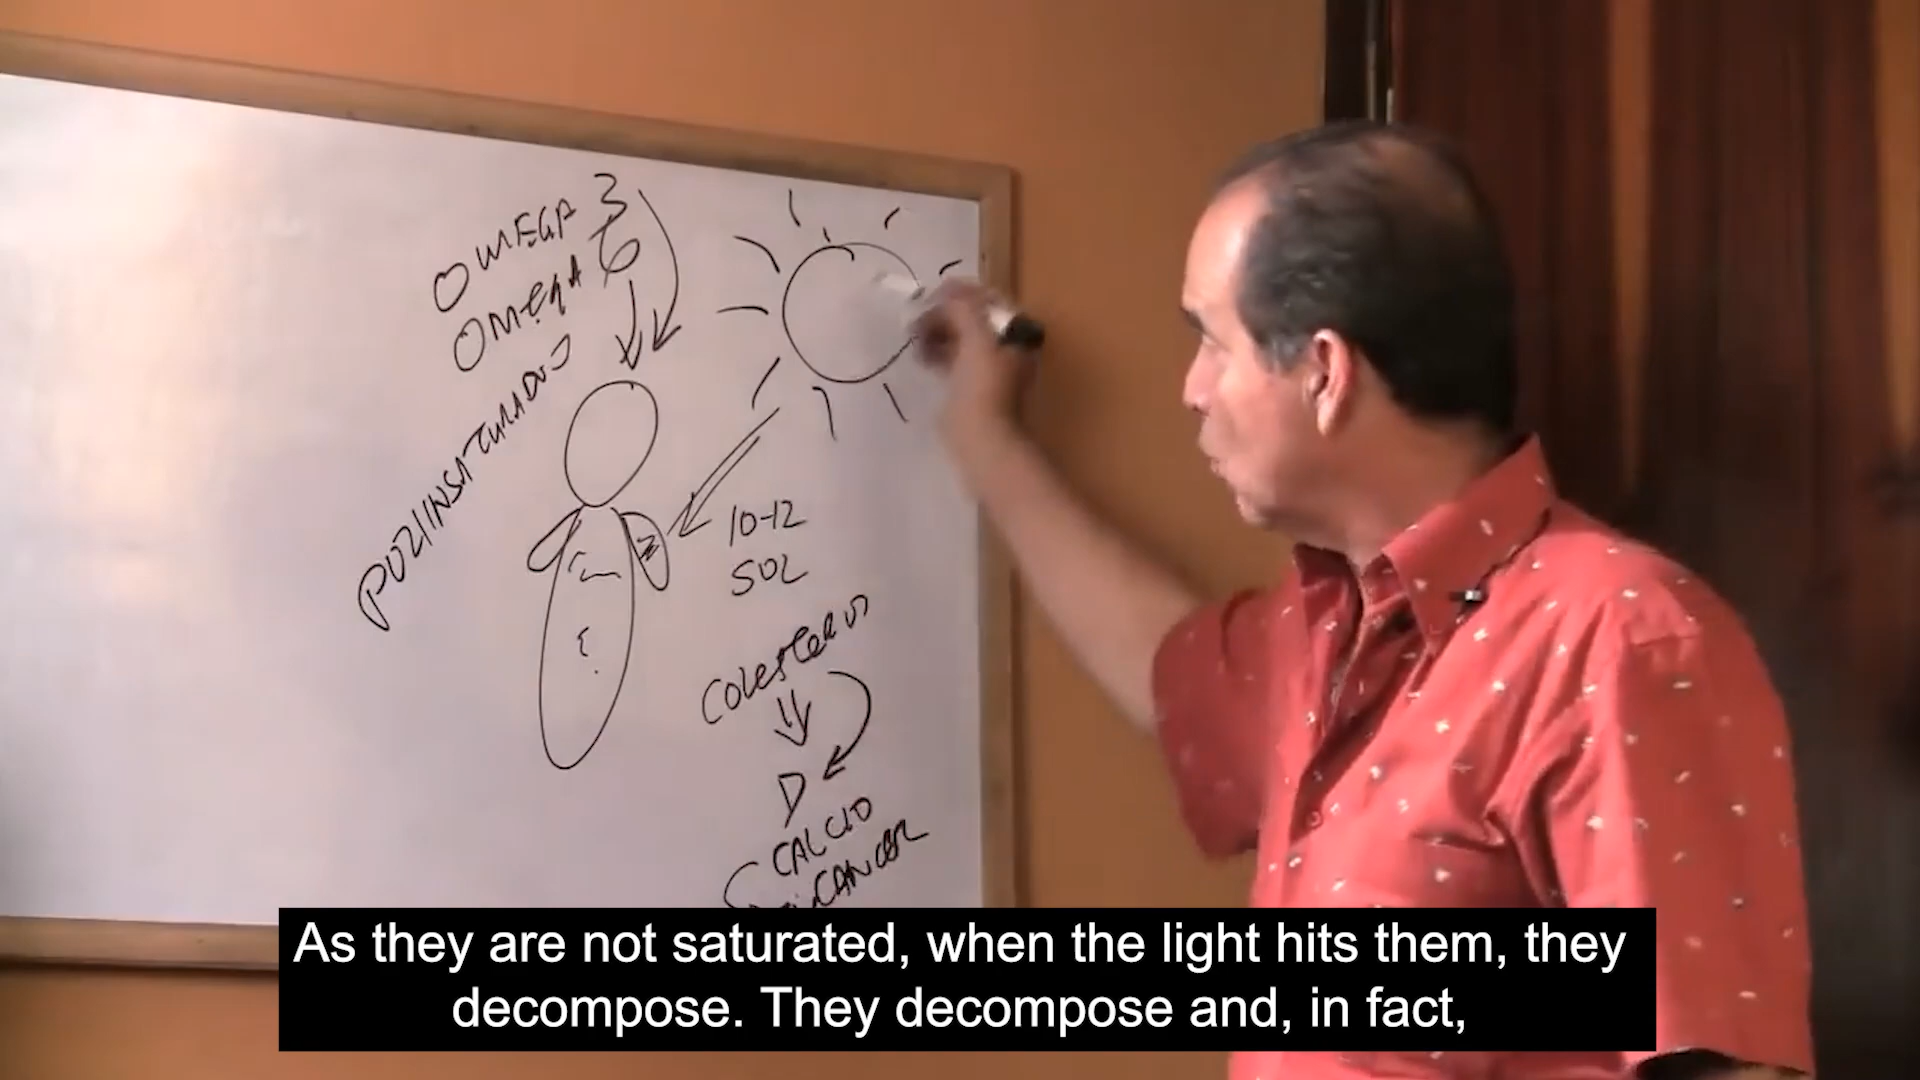 OMEGA 3
OMEGA 6
POLIINSATURADOS
10-12
SOL
COLESTEROL
D
CALCIO
CANCER
As they are not saturated, when the light hits them, they
decompose. They decompose and, in fact,